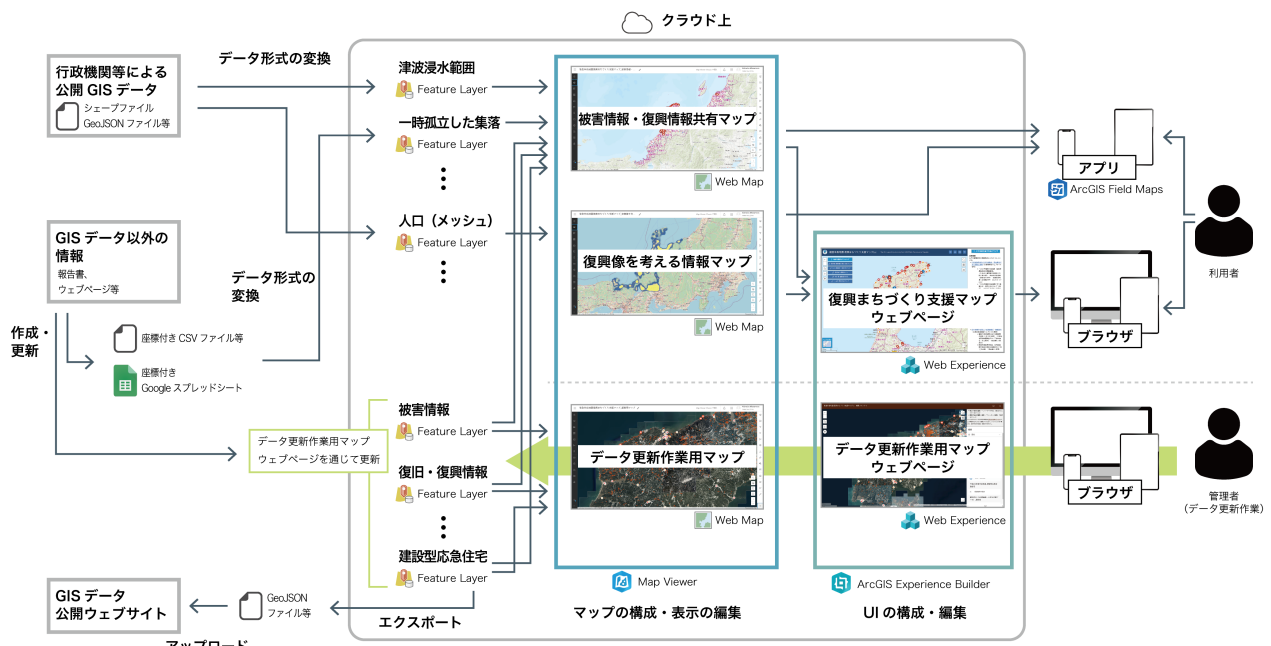 クラウド上
データ形式の変換
行政機関等による
公開 GIS データ
シェープファイル
GeoJSON ファイル等
津波浸水範囲
Feature Layer
一時孤立した集落
Feature Layer
人口（メッシュ）
Feature Layer
被害情報・復興情報共有マップ
Web Map
復興像を考える情報マップ
Web Map
アプリ
ArcGIS Field Maps
利用者
GIS データ以外の
情報
報告書、
ウェブページ等
データ形式の
変換
作成・
更新
座標付き CSV ファイル等
座標付き
Google スプレッドシート
復興まちづくり支援マップ
ウェブページ
Web Experience
ブラウザ
被害情報
Feature Layer
データ更新作業用マップ
ウェブページを通じて更新
復旧・復興情報
Feature Layer
建設型応急住宅
Feature Layer
データ更新作業用マップ
Web Map
データ更新作業用マップ
ウェブページ
Web Experience
ブラウザ
管理者
（データ更新作業）
Map Viewer
マップの構成・表示の編集
ArcGIS Experience Builder
UI の構成・編集
GIS データ
公開ウェブサイト
GeoJSON
ファイル等
エクスポート
アップロード